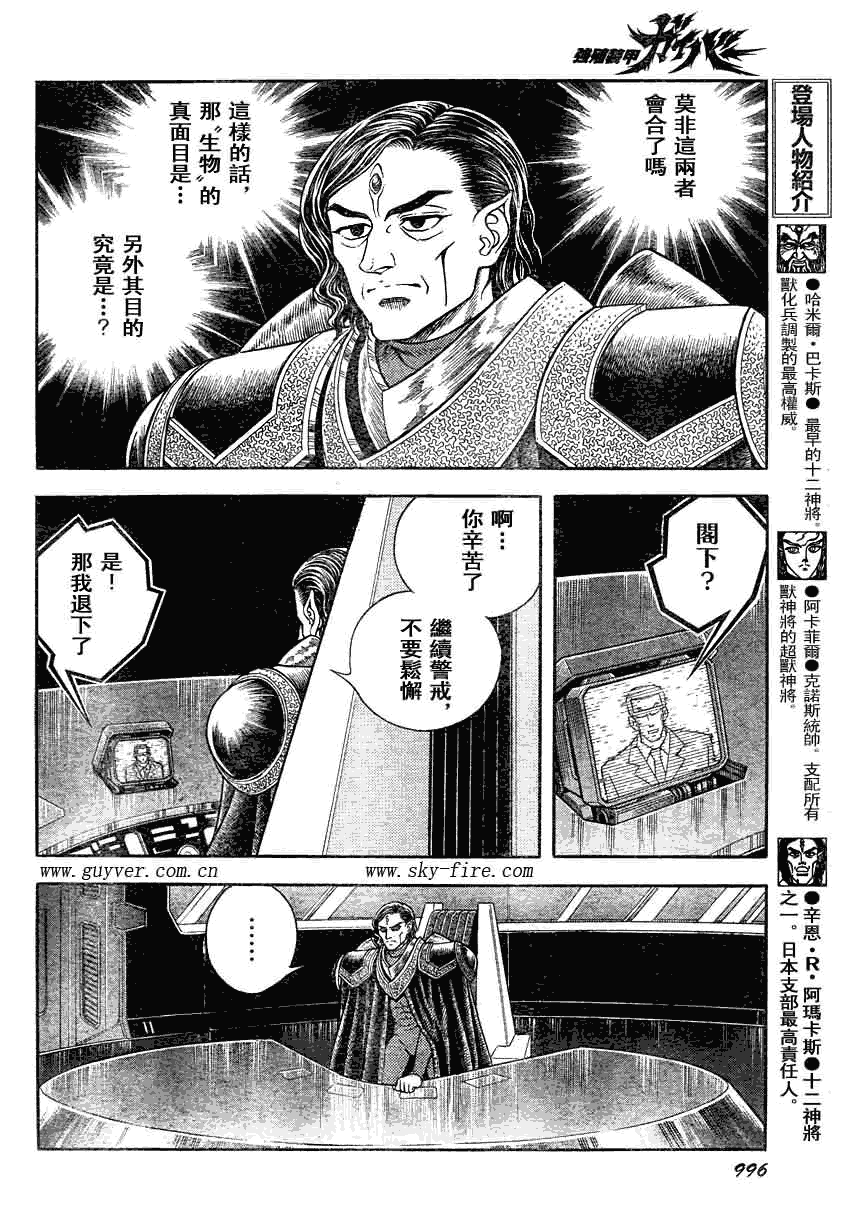 強殖裝甲
ガイバー
莫非這兩者
會合了嗎
這樣的話，
那〝生物〞的
真面目是…
另外其目的
究竟是…？
閣下？
啊…
你辛苦了
繼續警戒，
不要鬆懈
是！
那我退下了
www.guyver.com.cn
www.sky-fire.com
……
登場人物紹介
●哈米爾・巴卡斯● 最早的十二神將。
獸化兵調製的最高權威。
●阿卡菲爾●克諾斯統帥。支配所有
獸神將的超獸神將。
●辛恩・R・阿瑪卡斯●十二神將
之一。日本支部最高責任人。
996